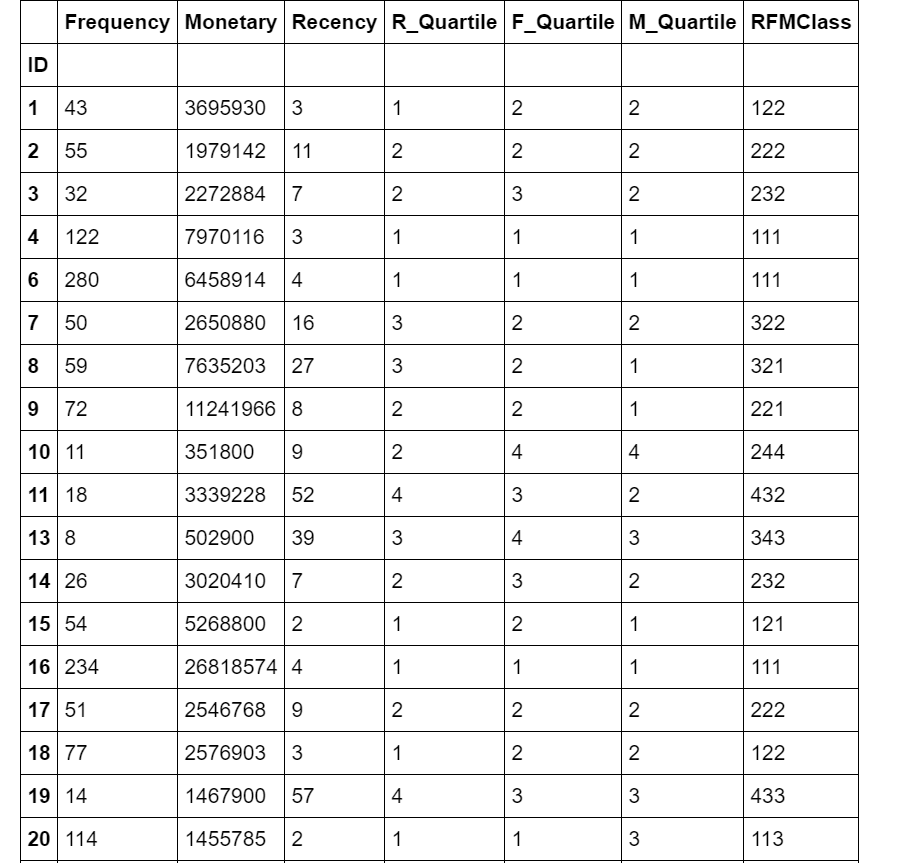 Frequency Monetary Recency R_Quartile F_Quartile M_Quartile RFMClass
ID
1 43 3695930 3 1 2 2 122
2 55 1979142 11 2 2 2 222
3 32 2272884 7 2 3 2 232
4 122 7970116 3 1 1 1 111
6 280 6458914 4 1 1 1 111
7 50 2650880 16 3 2 2 322
8 59 7635203 27 3 2 1 321
9 72 11241966 8 2 2 1 221
10 11 351800 9 2 4 4 244
11 18 3339228 52 4 3 2 432
13 8 502900 39 3 4 3 343
14 26 3020410 7 2 3 2 232
15 54 5268800 2 1 2 1 121
16 234 26818574 4 1 1 1 111
17 51 2546768 9 2 2 2 222
18 77 2576903 3 1 2 2 122
19 14 1467900 57 4 3 3 433
20 114 1455785 2 1 1 3 113